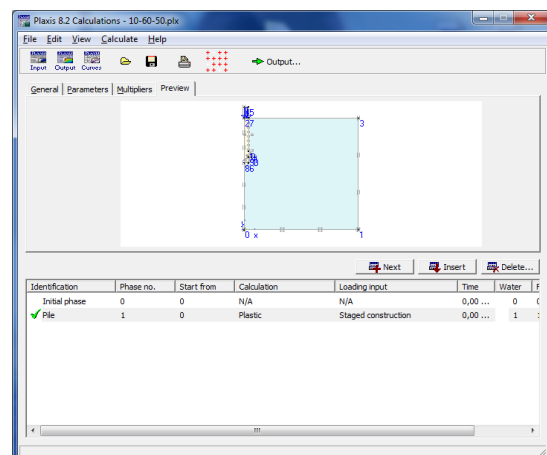 Plaxis 8.2 Calculations - 10-60-50.plx
File Edit View Calculate Help
Input Output Curves Output...
General Parameters Multipliers Preview
27
3
86
0 x 1
Next Insert Delete...
Identification Phase no. Start from Calculation Loading input Time Water F
Initial phase 0 0 N/A N/A 0,00 ... 0
Pile 1 0 Plastic Staged construction 0,00 ... 1